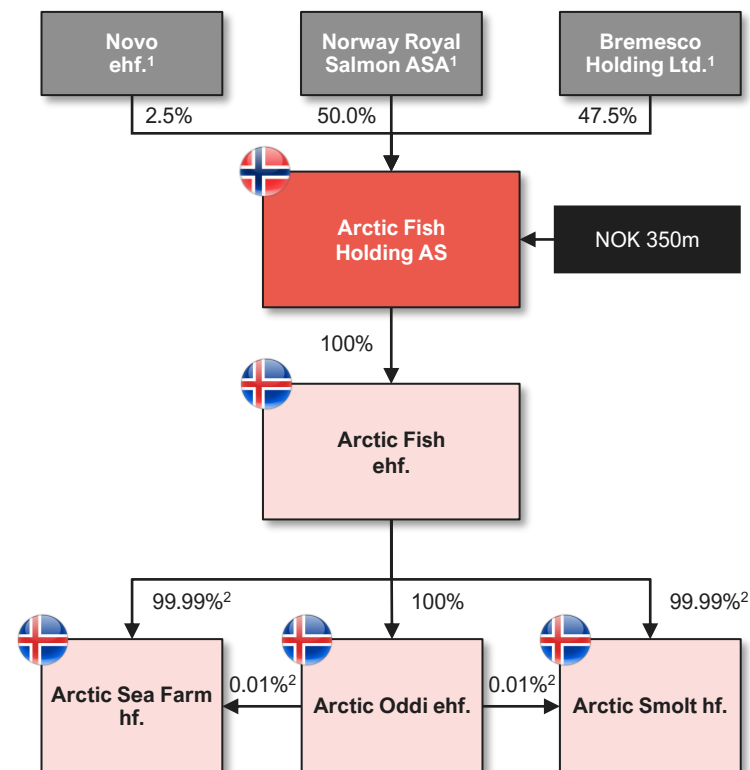 Novo
ehf.¹
Norway Royal
Salmon ASA¹
Bremesco
Holding Ltd.¹
2.5%
50.0%
47.5%
Arctic Fish
Holding AS
NOK 350m
100%
Arctic Fish
ehf.
99.99%²
100%
99.99%²
Arctic Sea Farm
hf.
0.01%²
Arctic Oddi ehf.
0.01%²
Arctic Smolt hf.